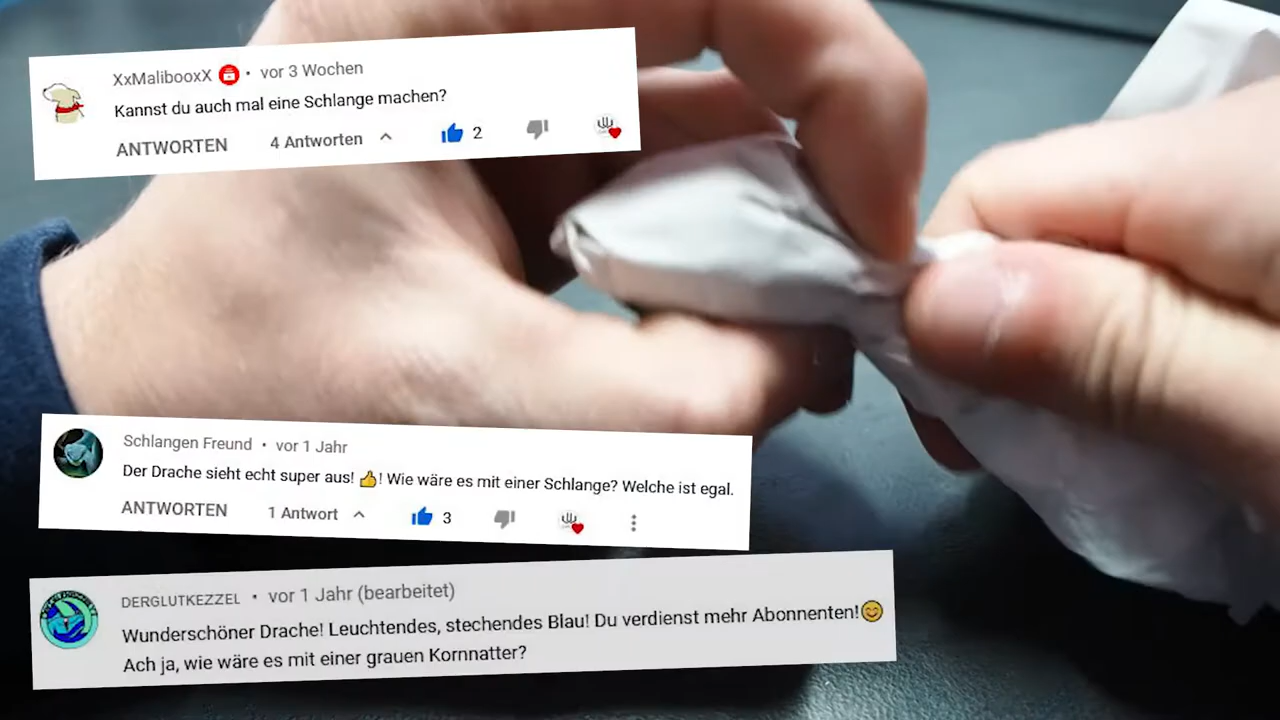 XxMalibooxX • vor 3 Wochen
Kannst du auch mal eine Schlange machen?
ANTWORTEN 4 Antworten 2
Schlangen Freund • vor 1 Jahr
Der Drache sieht echt super aus! 👍! Wie wäre es mit einer Schlange? Welche ist egal.
ANTWORTEN 1 Antwort 3
DERGLUTKEZZEL • vor 1 Jahr (bearbeitet)
Wunderschöner Drache! Leuchtendes, stechendes Blau! Du verdienst mehr Abonnenten!😊
Ach ja, wie wäre es mit einer grauen Kornnatter?